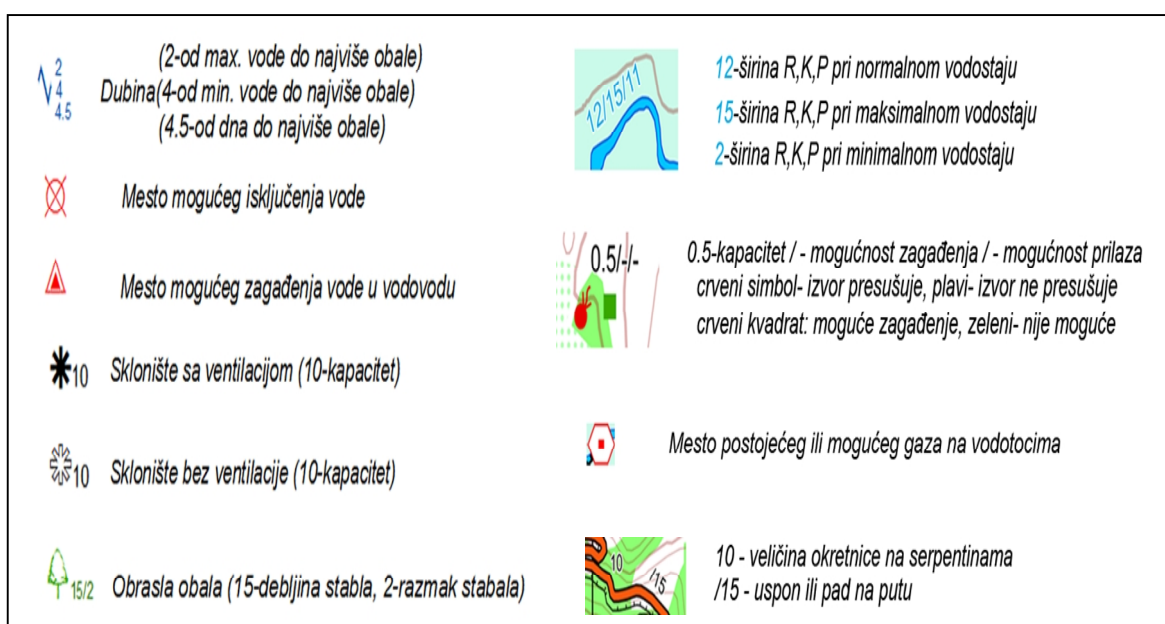 2
4
4.5
(2-od max. vode do najviše obale)
Dubina(4-od min. vode do najviše obale)
(4.5-od dna do najviše obale)
Mesto mogućeg isključenja vode
Mesto mogućeg zagađenja vode u vodovodu
10 Sklonište sa ventilacijom (10-kapacitet)
10 Sklonište bez ventilacije (10-kapacitet)
15/2 Obrasla obala (15-debljina stabla, 2-razmak stabala)
12/15/11
12-širina R,K,P pri normalnom vodostaju
15-širina R,K,P pri maksimalnom vodostaju
2-širina R,K,P pri minimalnom vodostaju
0.5/-/-
0.5-kapacitet / - mogućnost zagađenja / - mogućnost prilaza
crveni simbol- izvor presušuje, plavi- izvor ne presušuje
crveni kvadrat: moguće zagađenje, zeleni- nije moguće
Mesto postojećeg ili mogućeg gaza na vodotocima
10
/15
10 - veličina okretnice na serpentinama
/15 - uspon ili pad na putu